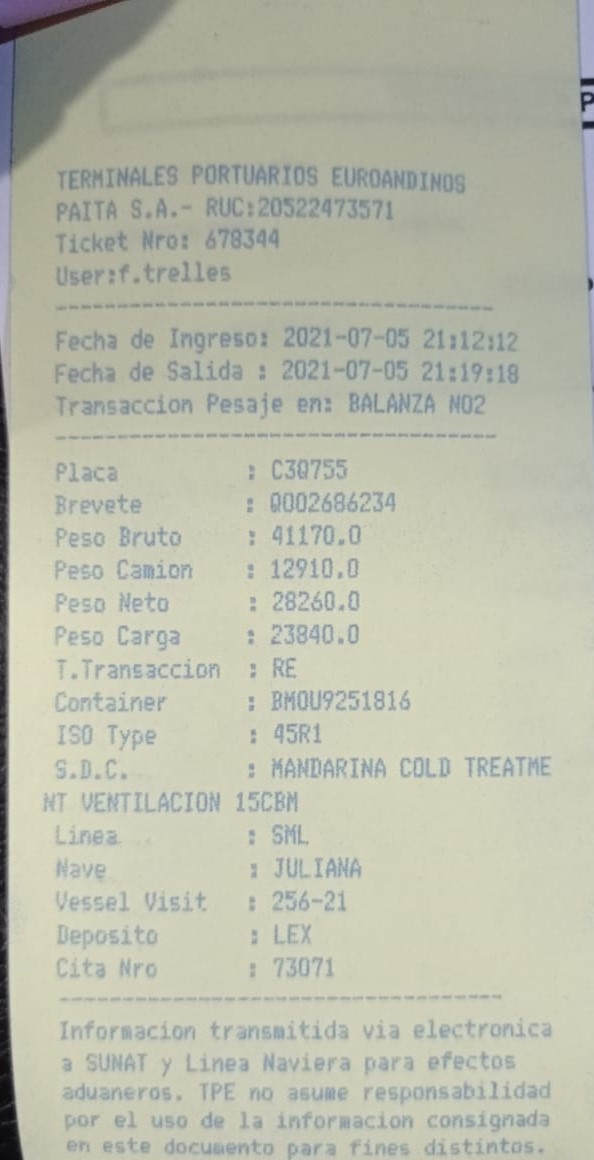 P
TERMINALES PORTUARIOS EUROANDINOS
PAITA S.A.- RUC:20522473571
Ticket Nro: 678344
User:f.trelles
----------------------------------
Fecha de Ingreso: 2021-07-05 21:12:12
Fecha de Salida : 2021-07-05 21:19:18
Transaccion Pesaje en: BALANZA NO2
----------------------------------
Placa : C3Q755
Brevete : Q002686234
Peso Bruto : 41170.0
Peso Camion : 12910.0
Peso Neto : 28260.0
Peso Carga : 23840.0
T.Transaccion : RE
Container : BMOU9251816
ISO Type : 45R1
S.D.C. : MANDARINA COLD TREATME
NT VENTILACION 15CBM
Linea : SML
Nave : JULIANA
Vessel Visit : 256-21
Deposito : LEX
Cita Nro : 73071
----------------------------------
Informacion transmitida via electronica
a SUNAT y Linea Naviera para efectos
aduaneros. TPE no asume responsabilidad
por el uso de la informacion consignada
en este documento para fines distintos.